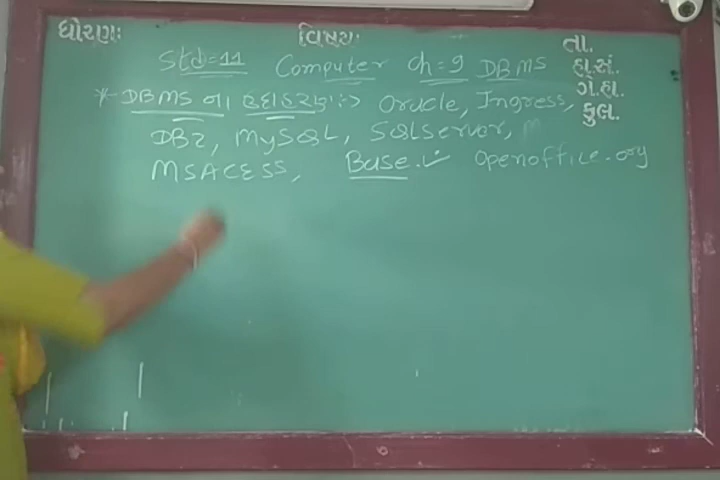 ધોરણઃ વિષયઃ તા.
Std=11 Computer ch=9 DBMS હા.સં.
ગે.હા.
* DBMS ના ઉદાહરણ :-> Oracle, Ingress, કુલ.
DB2, MySQL, SQLServer, M
MSACESS, Base. Openoffice.org